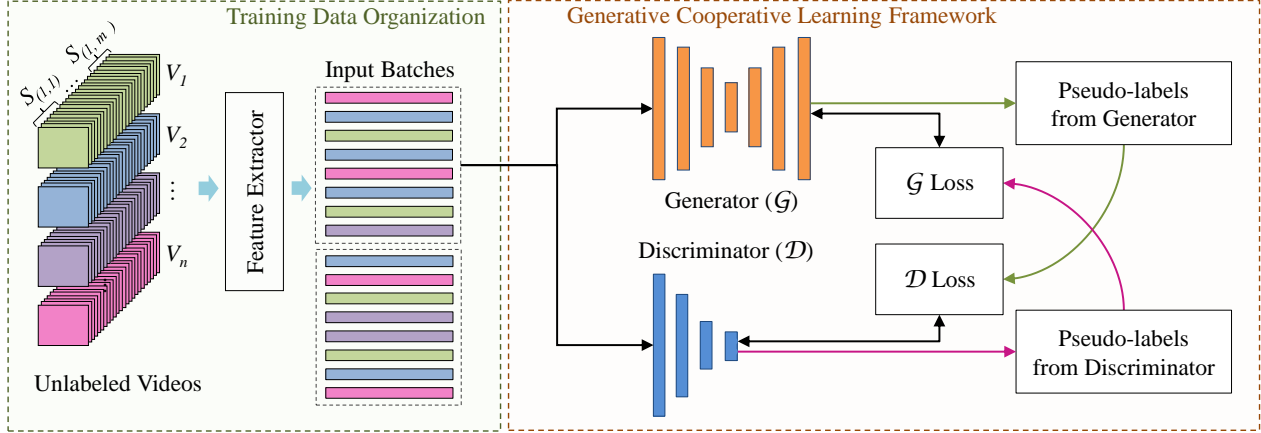 Training Data Organization
Generative Cooperative Learning Framework
S(1,1) ... S(1,m)
V1
V2
⋮
Vn
⋮
Unlabeled Videos
Feature Extractor
Input Batches
Generator (𝒢)
Discriminator (𝒟)
Pseudo-labels
from Generator
𝒢 Loss
𝒟 Loss
Pseudo-labels
from Discriminator